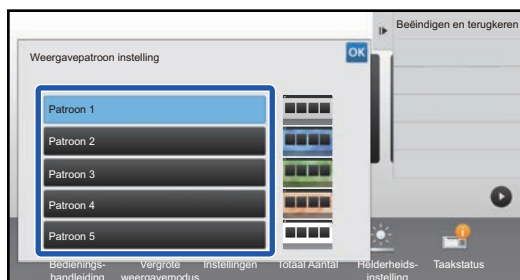 Beëindigen en terugkeren
Weergavepatroon instelling
OK
Patroon 1
Patroon 2
Patroon 3
Patroon 4
Patroon 5
Bedienings-
handleiding
Vergrote
weergavemodus
Instellingen
Totaal Aantal
Helderheids-
instelling
Taakstatus